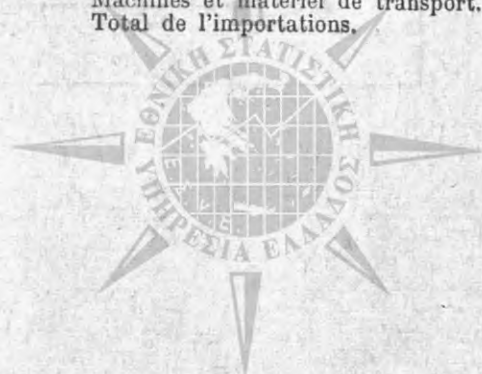 Machines et matériel de transport.
Total de l'importations.
ΕΘΝΙΚΗ ΣΤΑΤΙΣΤΙΚΗ
ΥΠΗΡΕΣΙΑ ΕΛΛΑΔΟΣ
Ε Σ Υ Ε